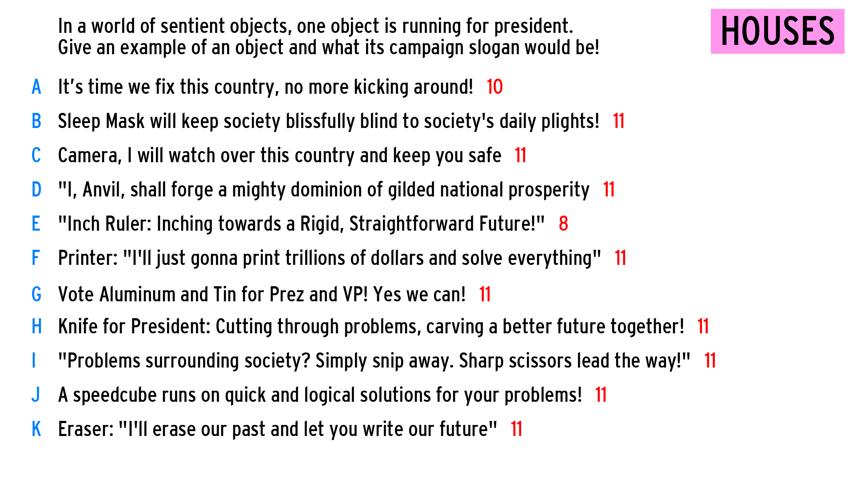 In a world of sentient objects, one object is running for president.
Give an example of an object and what its campaign slogan would be!
HOUSES
A It's time we fix this country, no more kicking around! 10
B Sleep Mask will keep society blissfully blind to society's daily plights! 11
C Camera, I will watch over this country and keep you safe 11
D "I, Anvil, shall forge a mighty dominion of gilded national prosperity 11
E "Inch Ruler: Inching towards a Rigid, Straightforward Future!" 8
F Printer: "I'll just gonna print trillions of dollars and solve everything" 11
G Vote Aluminum and Tin for Prez and VP! Yes we can! 11
H Knife for President: Cutting through problems, carving a better future together! 11
I "Problems surrounding society? Simply snip away. Sharp scissors lead the way!" 11
J A speedcube runs on quick and logical solutions for your problems! 11
K Eraser: "I'll erase our past and let you write our future" 11